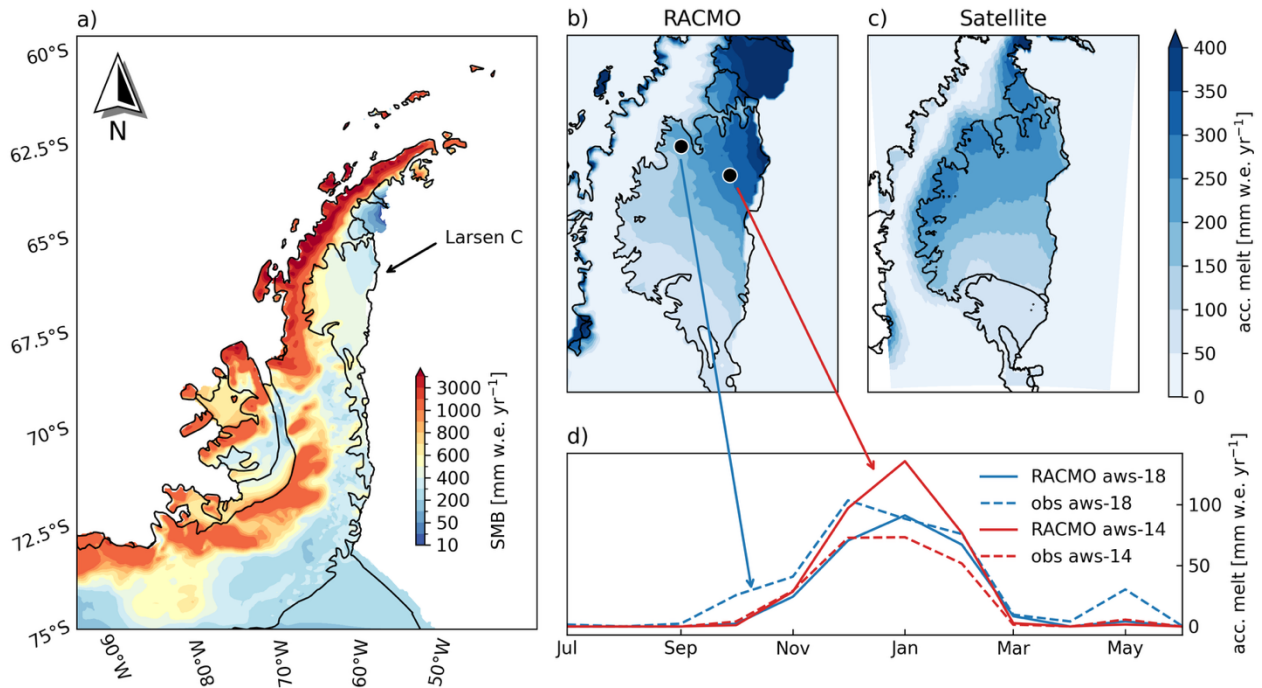 a)
60°S
62.5°S
65°S
67.5°S
70°S
72.5°S
75°S
N
Larsen C
3000
1000
800
600
400
200
50
10
SMB [mm w.e. yr⁻¹]
90°W
80°W
70°W
60°W
50°W
b)
RACMO
c)
Satellite
400
350
300
250
200
150
100
50
0
acc. melt [mm w.e. yr⁻¹]
d)
RACMO aws-18
obs aws-18
RACMO aws-14
obs aws-14
100
50
0
acc. melt [mm w.e. yr⁻¹]
Jul
Sep
Nov
Jan
Mar
May